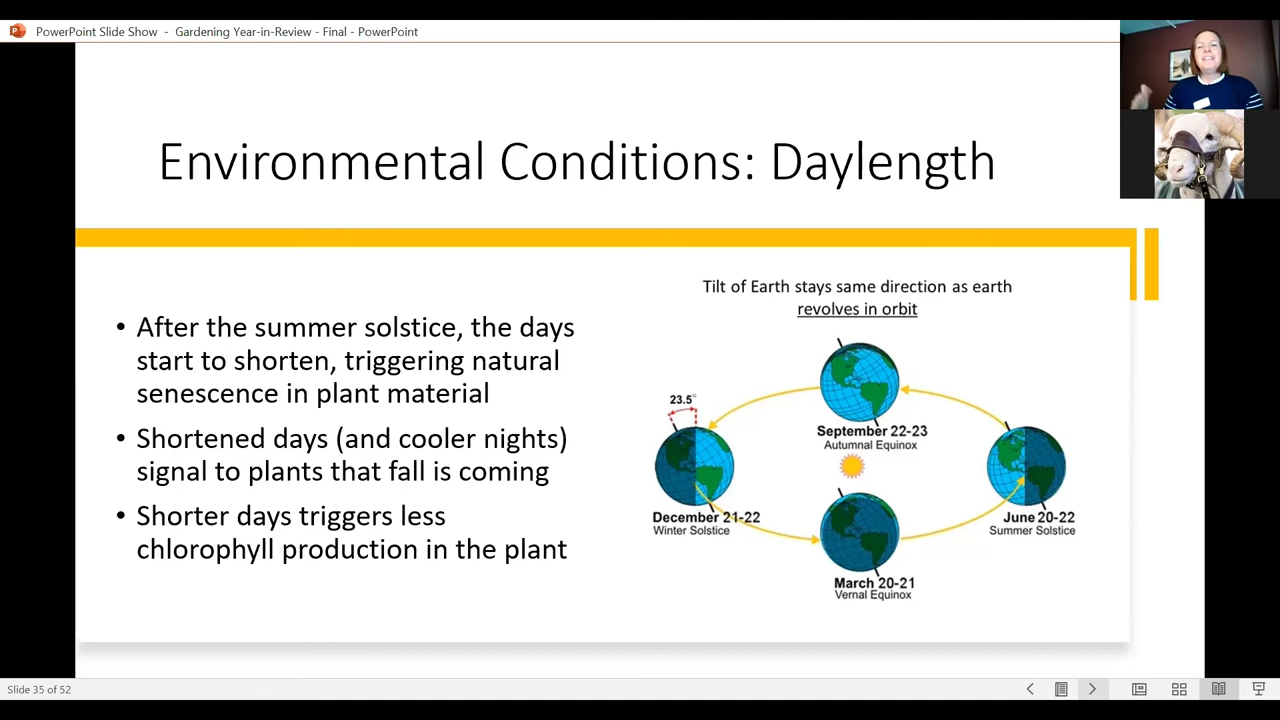 PowerPoint Slide Show - Gardening Year-in-Review - Final - PowerPoint
Environmental Conditions: Daylength
• After the summer solstice, the days
start to shorten, triggering natural
senescence in plant material
• Shortened days (and cooler nights)
signal to plants that fall is coming
• Shorter days triggers less
chlorophyll production in the plant
Tilt of Earth stays same direction as earth
revolves in orbit
23.5°
September 22-23
Autumnal Equinox
December 21-22
Winter Solstice
June 20-22
Summer Solstice
March 20-21
Vernal Equinox
Slide 35 of 52